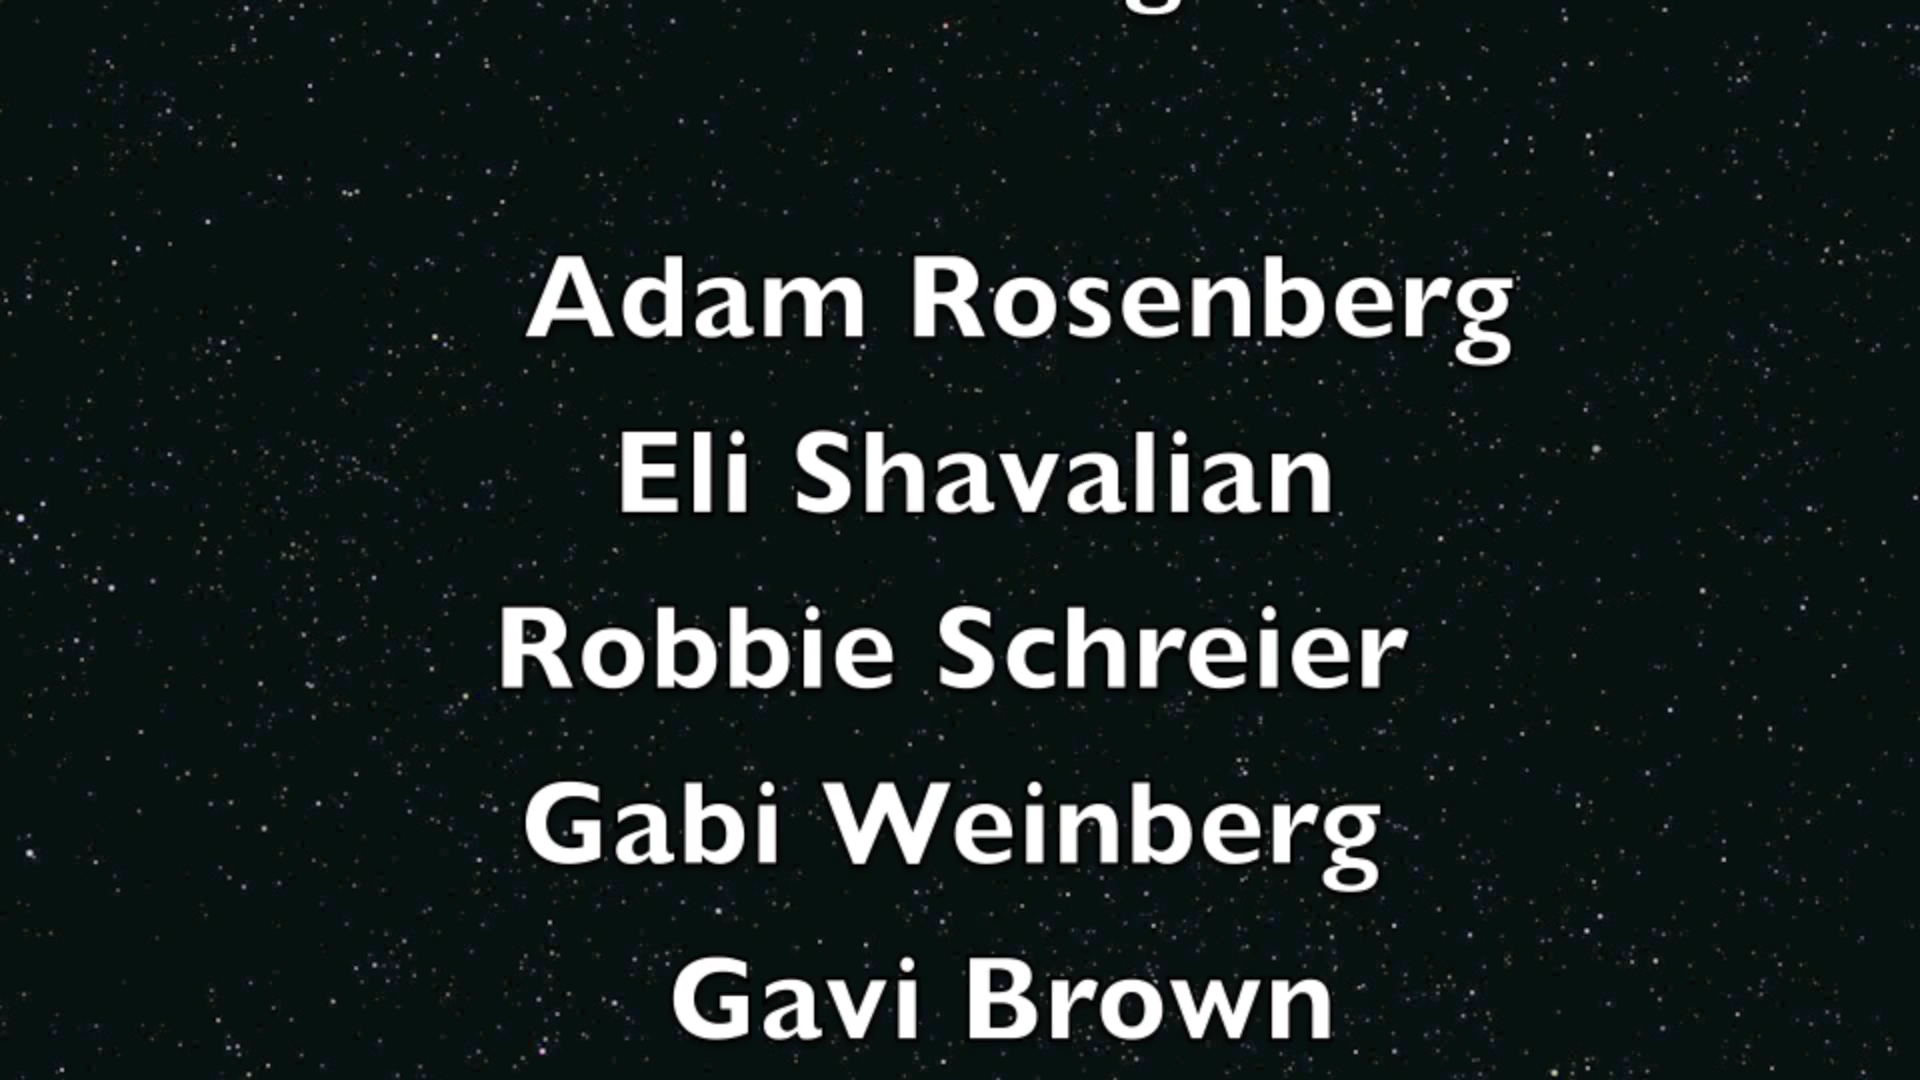 Adam Rosenberg
Eli Shavalian
Robbie Schreier
Gabi Weinberg
Gavi Brown